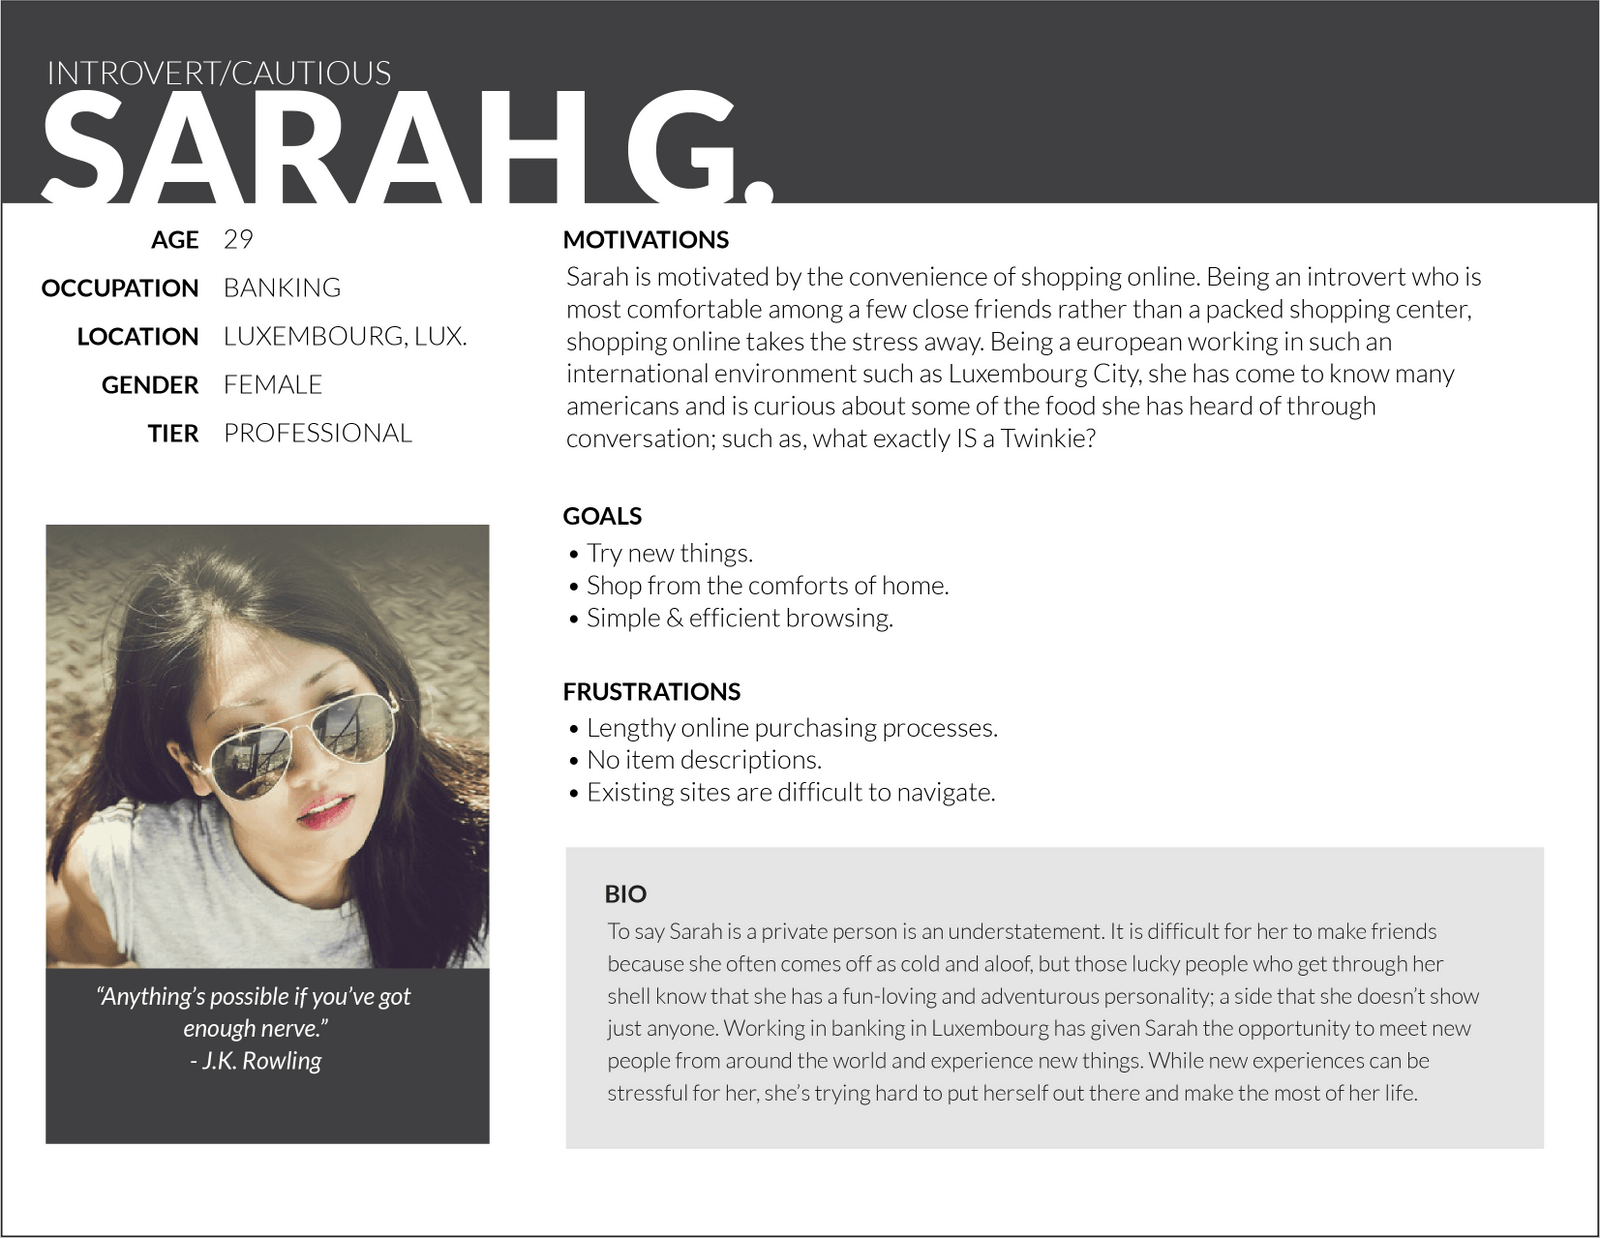 INTROVERT/CAUTIOUS
SARAH G.
AGE 29
OCCUPATION BANKING
LOCATION LUXEMBOURG, LUX.
GENDER FEMALE
TIER PROFESSIONAL
“Anything’s possible if you’ve got
enough nerve.”
- J.K. Rowling
MOTIVATIONS
Sarah is motivated by the convenience of shopping online. Being an introvert who is
most comfortable among a few close friends rather than a packed shopping center,
shopping online takes the stress away. Being a european working in such an
international environment such as Luxembourg City, she has come to know many
americans and is curious about some of the food she has heard of through
conversation; such as, what exactly IS a Twinkie?
GOALS
• Try new things.
• Shop from the comforts of home.
• Simple & efficient browsing.
FRUSTRATIONS
• Lengthy online purchasing processes.
• No item descriptions.
• Existing sites are difficult to navigate.
BIO
To say Sarah is a private person is an understatement. It is difficult for her to make friends
because she often comes off as cold and aloof, but those lucky people who get through her
shell know that she has a fun-loving and adventurous personality; a side that she doesn’t show
just anyone. Working in banking in Luxembourg has given Sarah the opportunity to meet new
people from around the world and experience new things. While new experiences can be
stressful for her, she’s trying hard to put herself out there and make the most of her life.